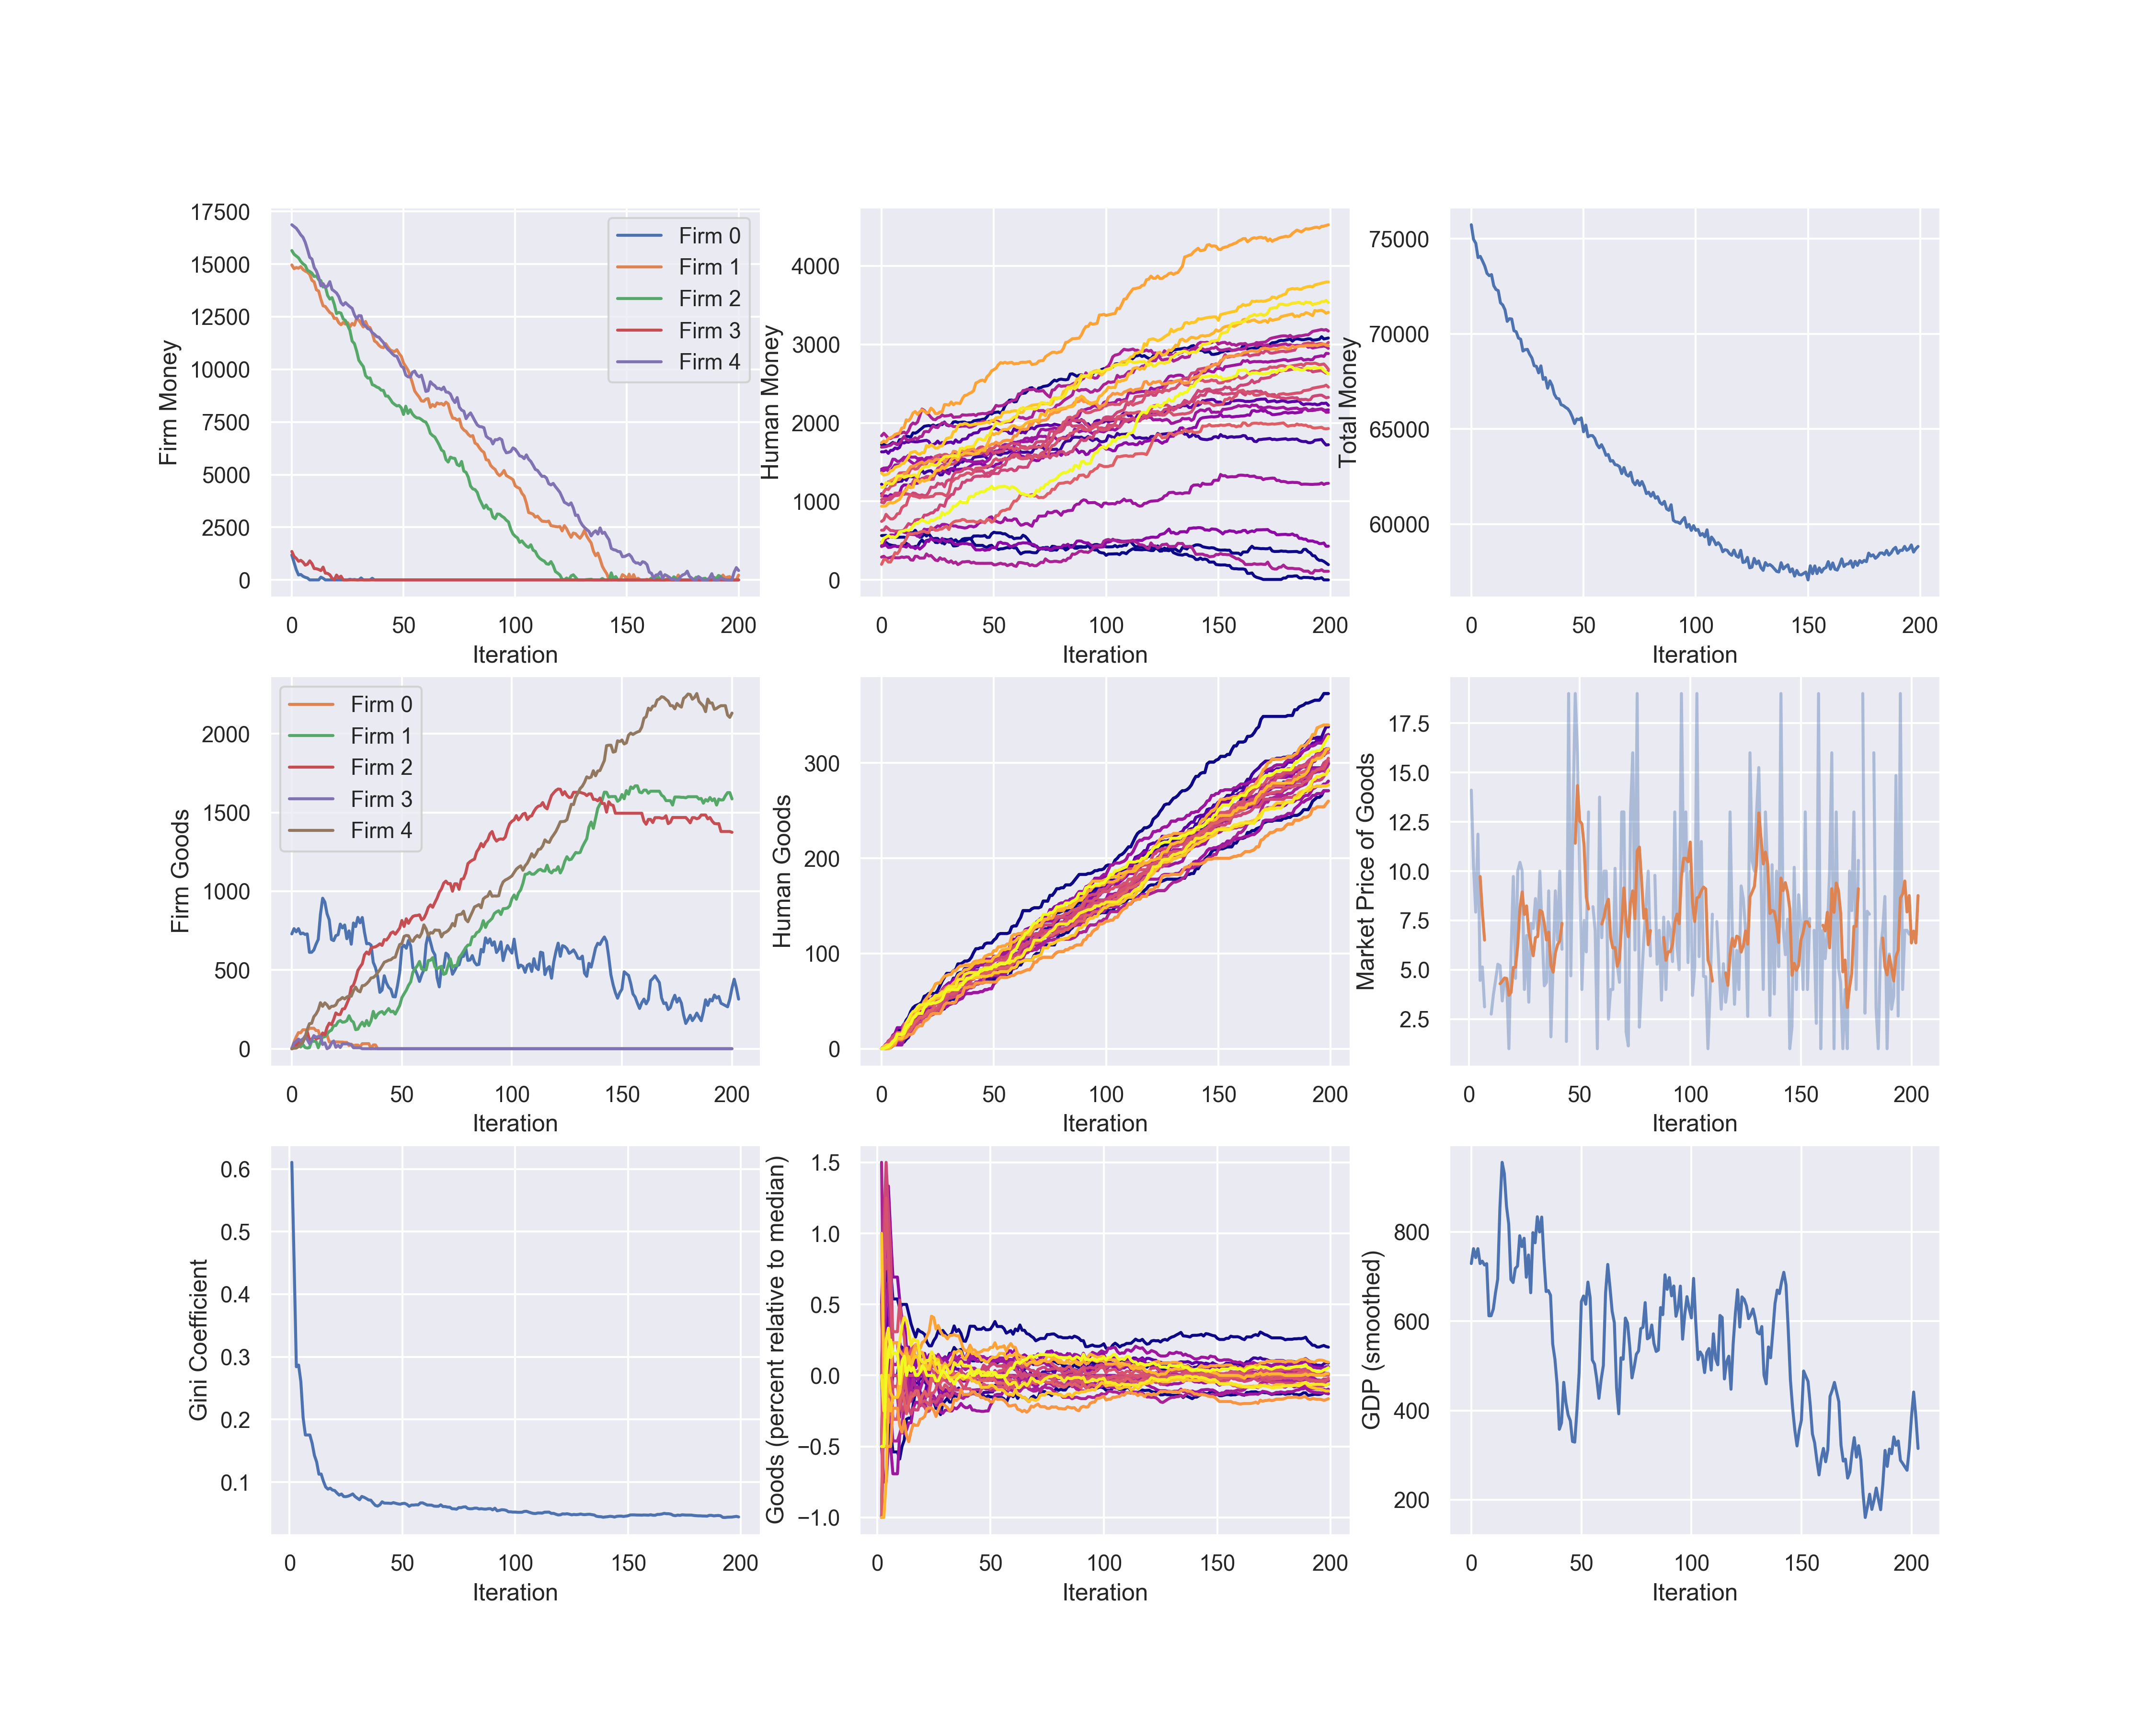 Firm Money
17500
15000
12500
10000
7500
5000
2500
0
Firm 0
Firm 1
Firm 2
Firm 3
Firm 4
0 50 100 150 200
Iteration
Human Money
4000
3000
2000
1000
0
0 50 100 150 200
Iteration
Total Money
75000
70000
65000
60000
0 50 100 150 200
Iteration
Firm Goods
2000
1500
1000
500
0
Firm 0
Firm 1
Firm 2
Firm 3
Firm 4
0 50 100 150 200
Iteration
Human Goods
300
200
100
0
0 50 100 150 200
Iteration
Market Price of Goods
17.5
15.0
12.5
10.0
7.5
5.0
2.5
0 50 100 150 200
Iteration
Gini Coefficient
0.6
0.5
0.4
0.3
0.2
0.1
0 50 100 150 200
Iteration
Goods (percent relative to median)
1.5
1.0
0.5
0.0
−0.5
−1.0
0 50 100 150 200
Iteration
GDP (smoothed)
800
600
400
200
0 50 100 150 200
Iteration